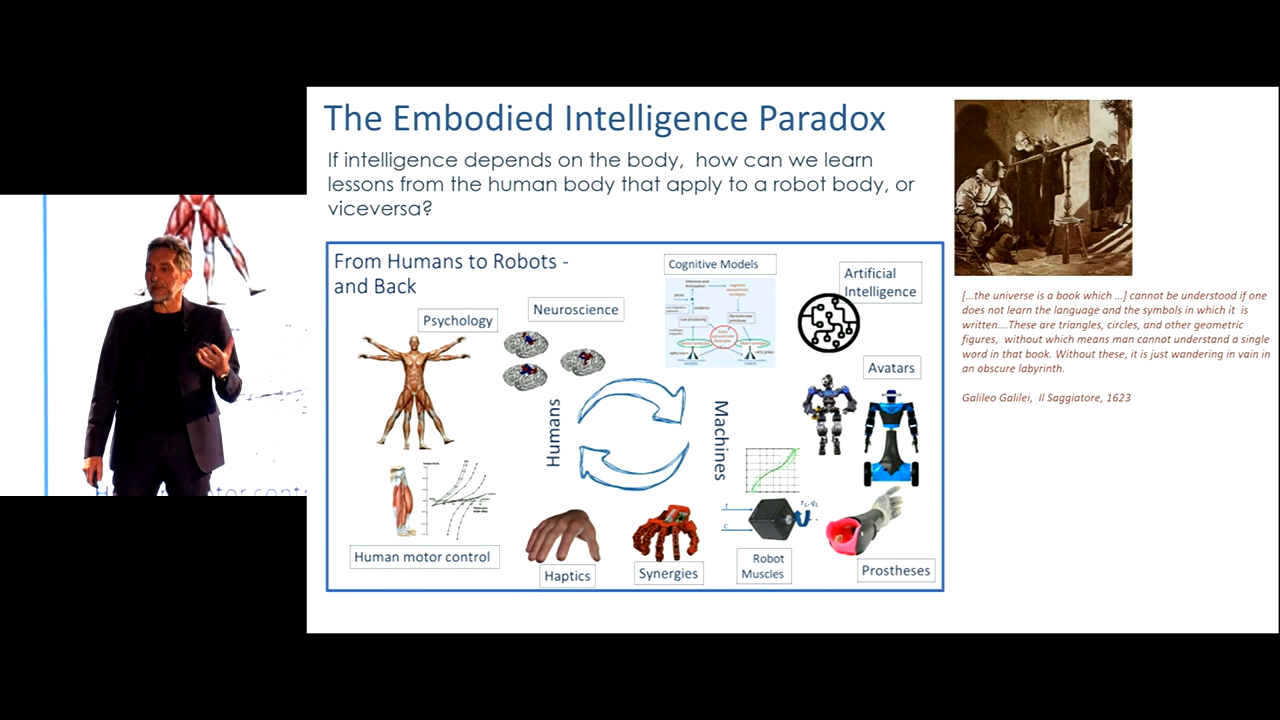 The Embodied Intelligence Paradox
If intelligence depends on the body, how can we learn
lessons from the human body that apply to a robot body, or
viceversa?
From Humans to Robots -
and Back
Psychology
Neuroscience
Cognitive Models
Artificial
Intelligence
Avatars
Humans
Machines
Human motor control
Haptics
Synergies
Robot
Muscles
Prostheses
[...the universe is a book which ...] cannot be understood if one
does not learn the language and the symbols in which it is
written....These are triangles, circles, and other geometric
figures, without which means man cannot understand a single
word in that book. Without these, it is just wandering in vain in
an obscure labyrinth.
Galileo Galilei, Il Saggiatore, 1623